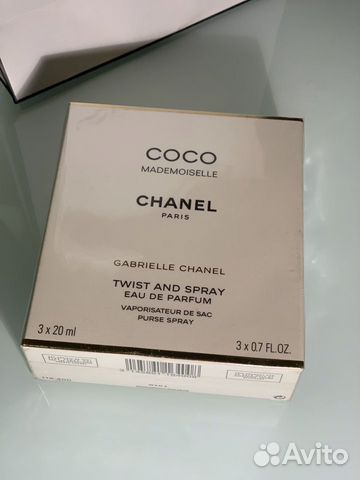 COCO
MADEMOISELLE
CHANEL
PARIS
GABRIELLE CHANEL
TWIST AND SPRAY
EAU DE PARFUM
VAPORISATEUR DE SAC
PURSE SPRAY
3 x 20 ml
3 x 0.7 FL.OZ.
Avito